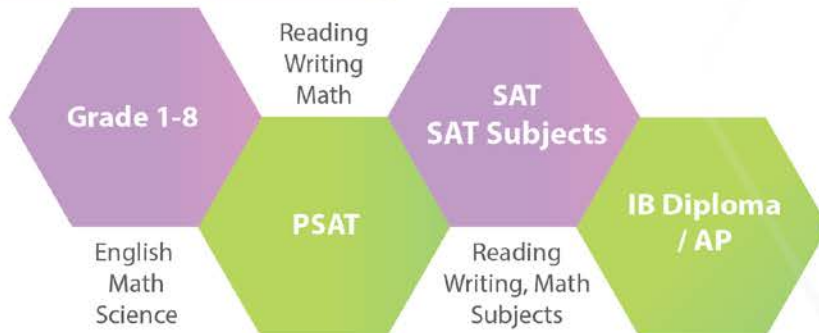 Grade 1-8
English
Math
Science
Reading
Writing
Math
PSAT
SAT
SAT Subjects
Reading
Writing, Math
Subjects
IB Diploma
/ AP